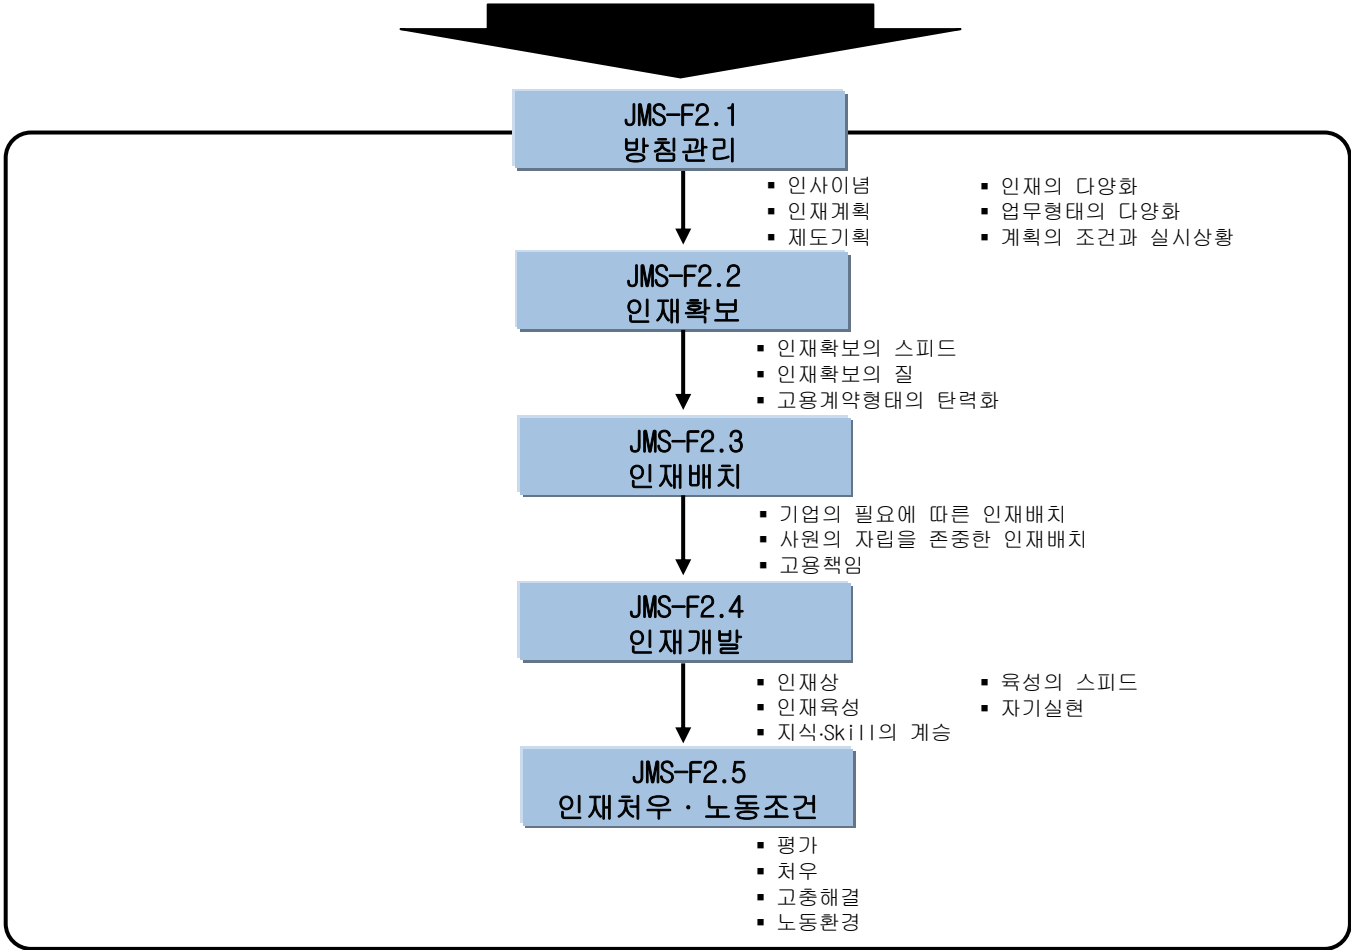 JMS-F2.1
방침관리
▪ 인사이념
▪ 인재계획
▪ 제도기획
▪ 인재의 다양화
▪ 업무형태의 다양화
▪ 계획의 조건과 실시상황
JMS-F2.2
인재확보
▪ 인재확보의 스피드
▪ 인재확보의 질
▪ 고용계약형태의 탄력화
JMS-F2.3
인재배치
▪ 기업의 필요에 따른 인재배치
▪ 사원의 자립을 존중한 인재배치
▪ 고용책임
JMS-F2.4
인재개발
▪ 인재상
▪ 인재육성
▪ 지식·Skill의 계승
▪ 육성의 스피드
▪ 자기실현
JMS-F2.5
인재처우 · 노동조건
▪ 평가
▪ 처우
▪ 고충해결
▪ 노동환경